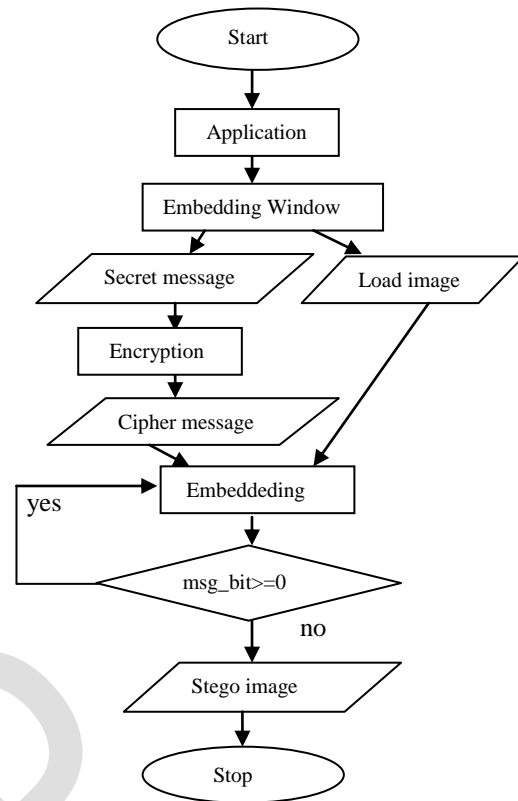 Start
Application
Embedding Window
Secret message
Load image
Encryption
Cipher message
Embeddeding
yes
msg_bit>=0
no
Stego image
Stop